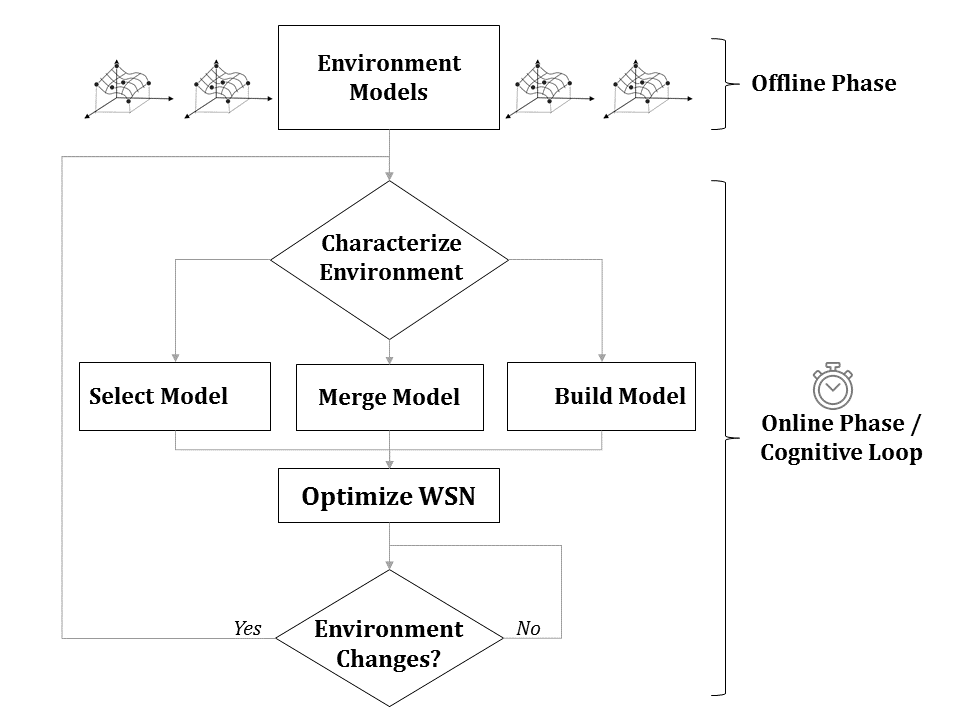 Environment
Models
Offline Phase
Characterize
Environment
Select Model
Merge Model
Build Model
Online Phase /
Cognitive Loop
Optimize WSN
Yes
Environment
Changes?
No